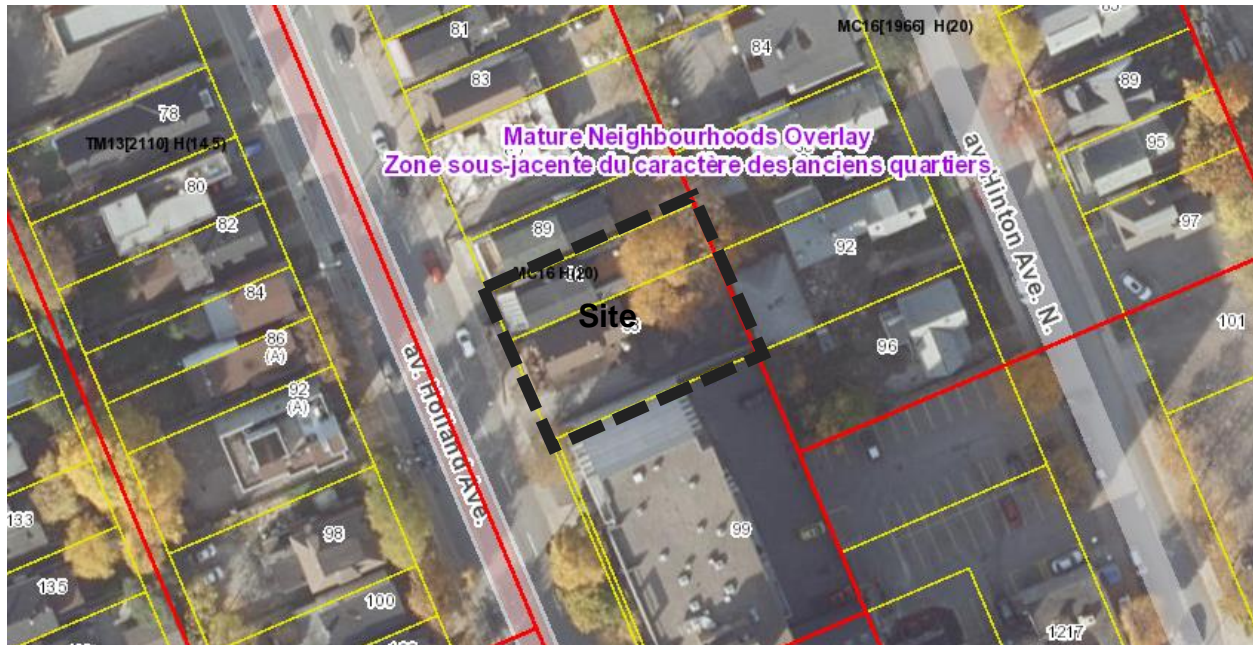 81
84
MC16[1966] H(20)
83
89
78
TM13[2110] H(14.5)
Mature Neighbourhoods Overlay
Zone sous-jacente du caractère des anciens quartiers
95
80
97
82
89
92
av. Hinton Ave. N.
MC16 H(20)
84
Site
101
86
(A)
96
av. Holland Ave.
92
(A)
133
98
99
135
100
1217